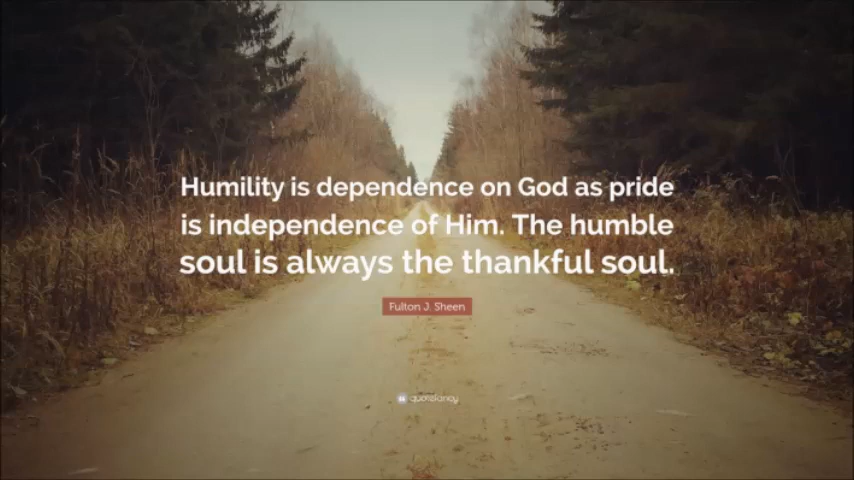 Humility is dependence on God as pride
is independence of Him. The humble
soul is always the thankful soul.
Fulton J. Sheen
quotefancy